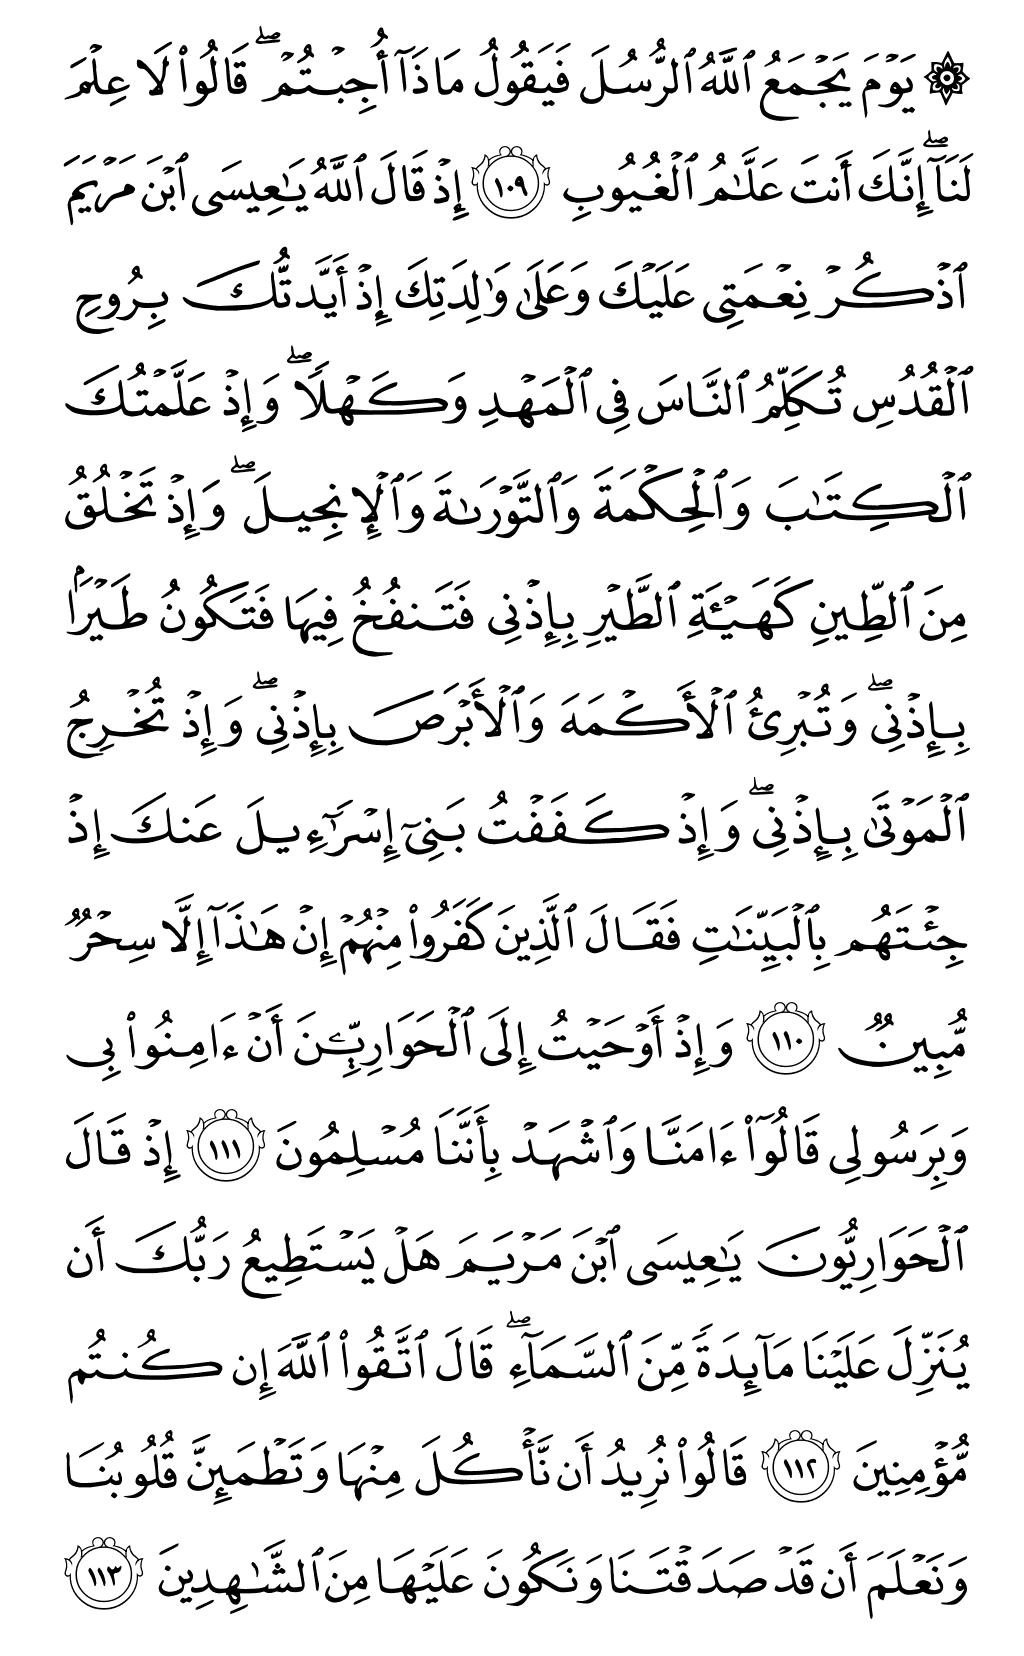 ۞ يَوْمَ يَجْمَعُ ٱللَّهُ ٱلرُّسُلَ فَيَقُولُ مَاذَآ أُجِبْتُمْ ۖ قَالُوا۟ لَا عِلْمَ
لَنَآ ۖ إِنَّكَ أَنتَ عَلَّـٰمُ ٱلْغُيُوبِ ١٠٩ إِذْ قَالَ ٱللَّهُ يَـٰعِيسَى ٱبْنَ مَرْيَمَ
ٱذْكُرْ نِعْمَتِى عَلَيْكَ وَعَلَىٰ وَٰلِدَتِكَ إِذْ أَيَّدتُّكَ بِرُوحِ
ٱلْقُدُسِ تُكَلِّمُ ٱلنَّاسَ فِى ٱلْمَهْدِ وَكَهْلًا ۖ وَإِذْ عَلَّمْتُكَ
ٱلْكِتَـٰبَ وَٱلْحِكْمَةَ وَٱلتَّوْرَىٰةَ وَٱلْإِنجِيلَ ۖ وَإِذْ تَخْلُقُ
مِنَ ٱلطِّينِ كَهَيْـَٔةِ ٱلطَّيْرِ بِإِذْنِى فَتَنفُخُ فِيهَا فَتَكُونُ طَيْرًۢا
بِإِذْنِى ۖ وَتُبْرِئُ ٱلْأَكْمَهَ وَٱلْأَبْرَصَ بِإِذْنِى ۖ وَإِذْ تُخْرِجُ
ٱلْمَوْتَىٰ بِإِذْنِى ۖ وَإِذْ كَفَفْتُ بَنِىٓ إِسْرَٰٓءِيلَ عَنكَ إِذْ
جِئْتَهُم بِٱلْبَيِّنَـٰتِ فَقَالَ ٱلَّذِينَ كَفَرُوا۟ مِنْهُمْ إِنْ هَـٰذَآ إِلَّا سِحْرٌ
مُّبِينٌ ١١٠ وَإِذْ أَوْحَيْتُ إِلَى ٱلْحَوَارِيِّـۧنَ أَنْ ءَامِنُوا۟ بِى
وَبِرَسُولِى قَالُوٓا۟ ءَامَنَّا وَٱشْهَدْ بِأَنَّنَا مُسْلِمُونَ ١١١ إِذْ قَالَ
ٱلْحَوَارِيُّونَ يَـٰعِيسَى ٱبْنَ مَرْيَمَ هَلْ يَسْتَطِيعُ رَبُّكَ أَن
يُنَزِّلَ عَلَيْنَا مَآئِدَةً مِّنَ ٱلسَّمَآءِ ۖ قَالَ ٱتَّقُوا۟ ٱللَّهَ إِن كُنتُم
مُّؤْمِنِينَ ١١٢ قَالُوا۟ نُرِيدُ أَن نَّأْكُلَ مِنْهَا وَتَطْمَئِنَّ قُلُوبُنَا
وَنَعْلَمَ أَن قَدْ صَدَقْتَنَا وَنَكُونَ عَلَيْهَا مِنَ ٱلشَّـٰهِدِينَ ١١٣